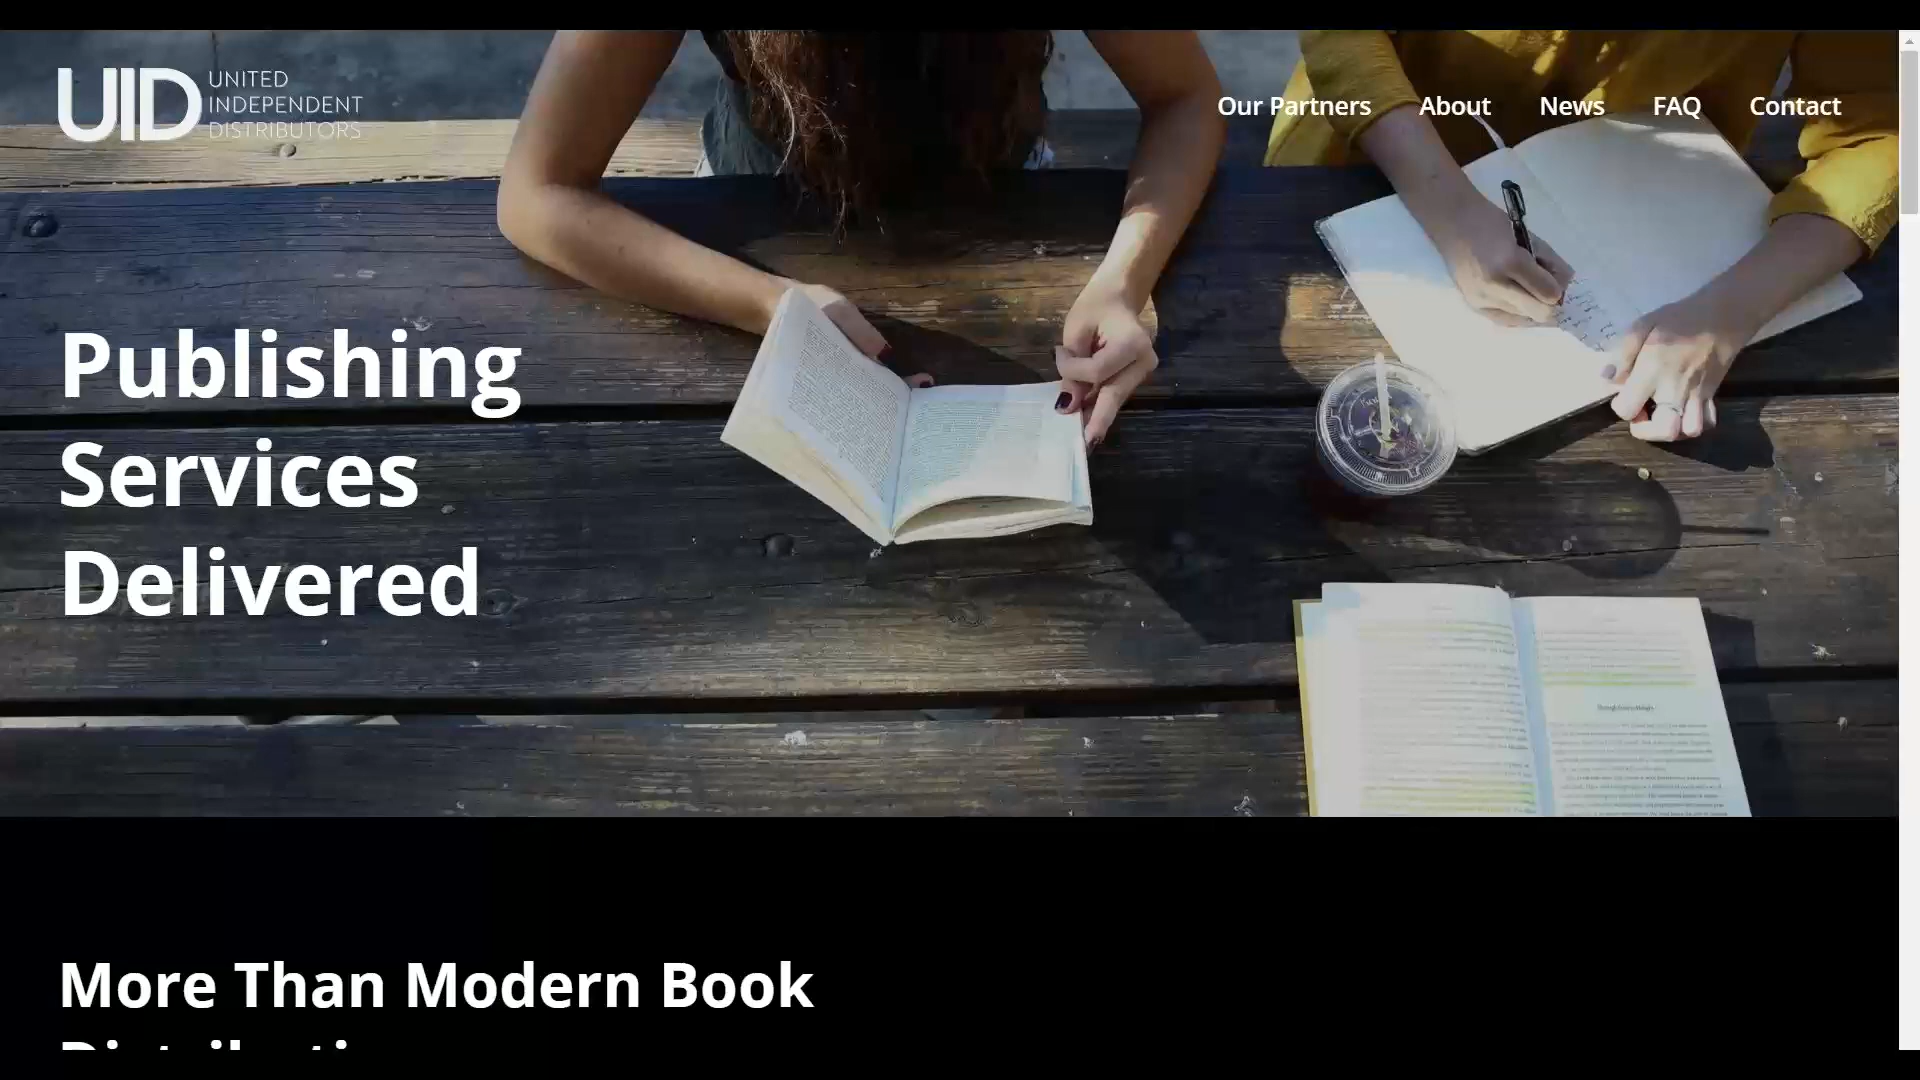 UID
UNITED
INDEPENDENT
DISTRIBUTORS
Our Partners About News FAQ Contact
Publishing
Services
Delivered
More Than Modern Book